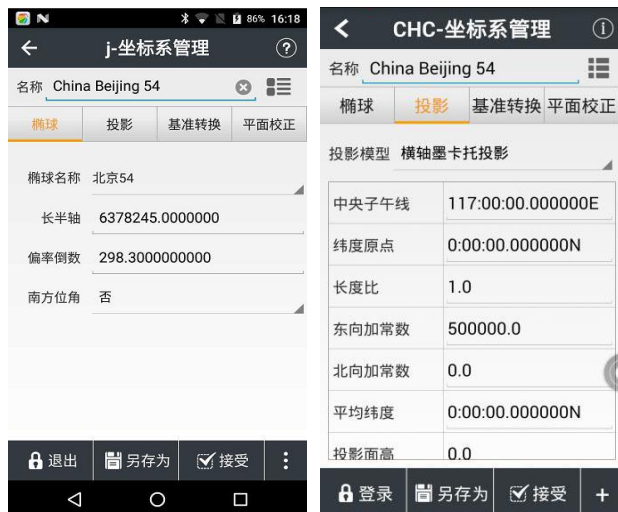 86% 16:18
j-坐标系管理 ?
名称 China Beijing 54
椭球 投影 基准转换 平面校正
椭球名称 北京54
长半轴 6378245.0000000
偏率倒数 298.3000000000
南方位角 否
退出 另存为 接受
CHC-坐标系管理 i
名称 China Beijing 54
椭球 投影 基准转换 平面校正
投影模型 横轴墨卡托投影
中央子午线 117:00:00.000000E
纬度原点 0:00:00.000000N
长度比 1.0
东向加常数 500000.0
北向加常数 0.0
平均纬度 0:00:00.000000N
投影面高 0.0
登录 另存为 接受 +